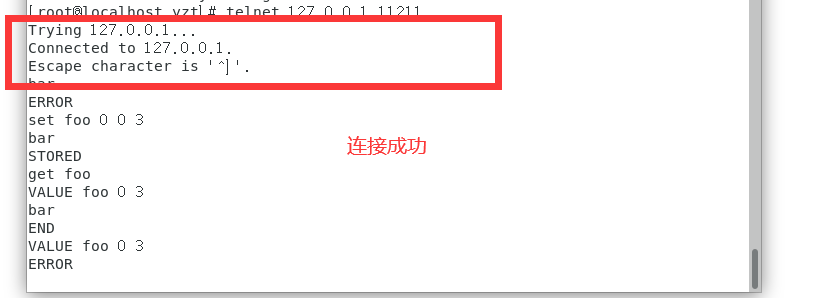 [root@localhost yzt]# telnet 127.0.0.1 11211
Trying 127.0.0.1...
Connected to 127.0.0.1.
Escape character is '^]'.
bar
ERROR
set foo 0 0 3
bar
STORED
get foo
VALUE foo 0 3
bar
END
VALUE foo 0 3
ERROR
连接成功